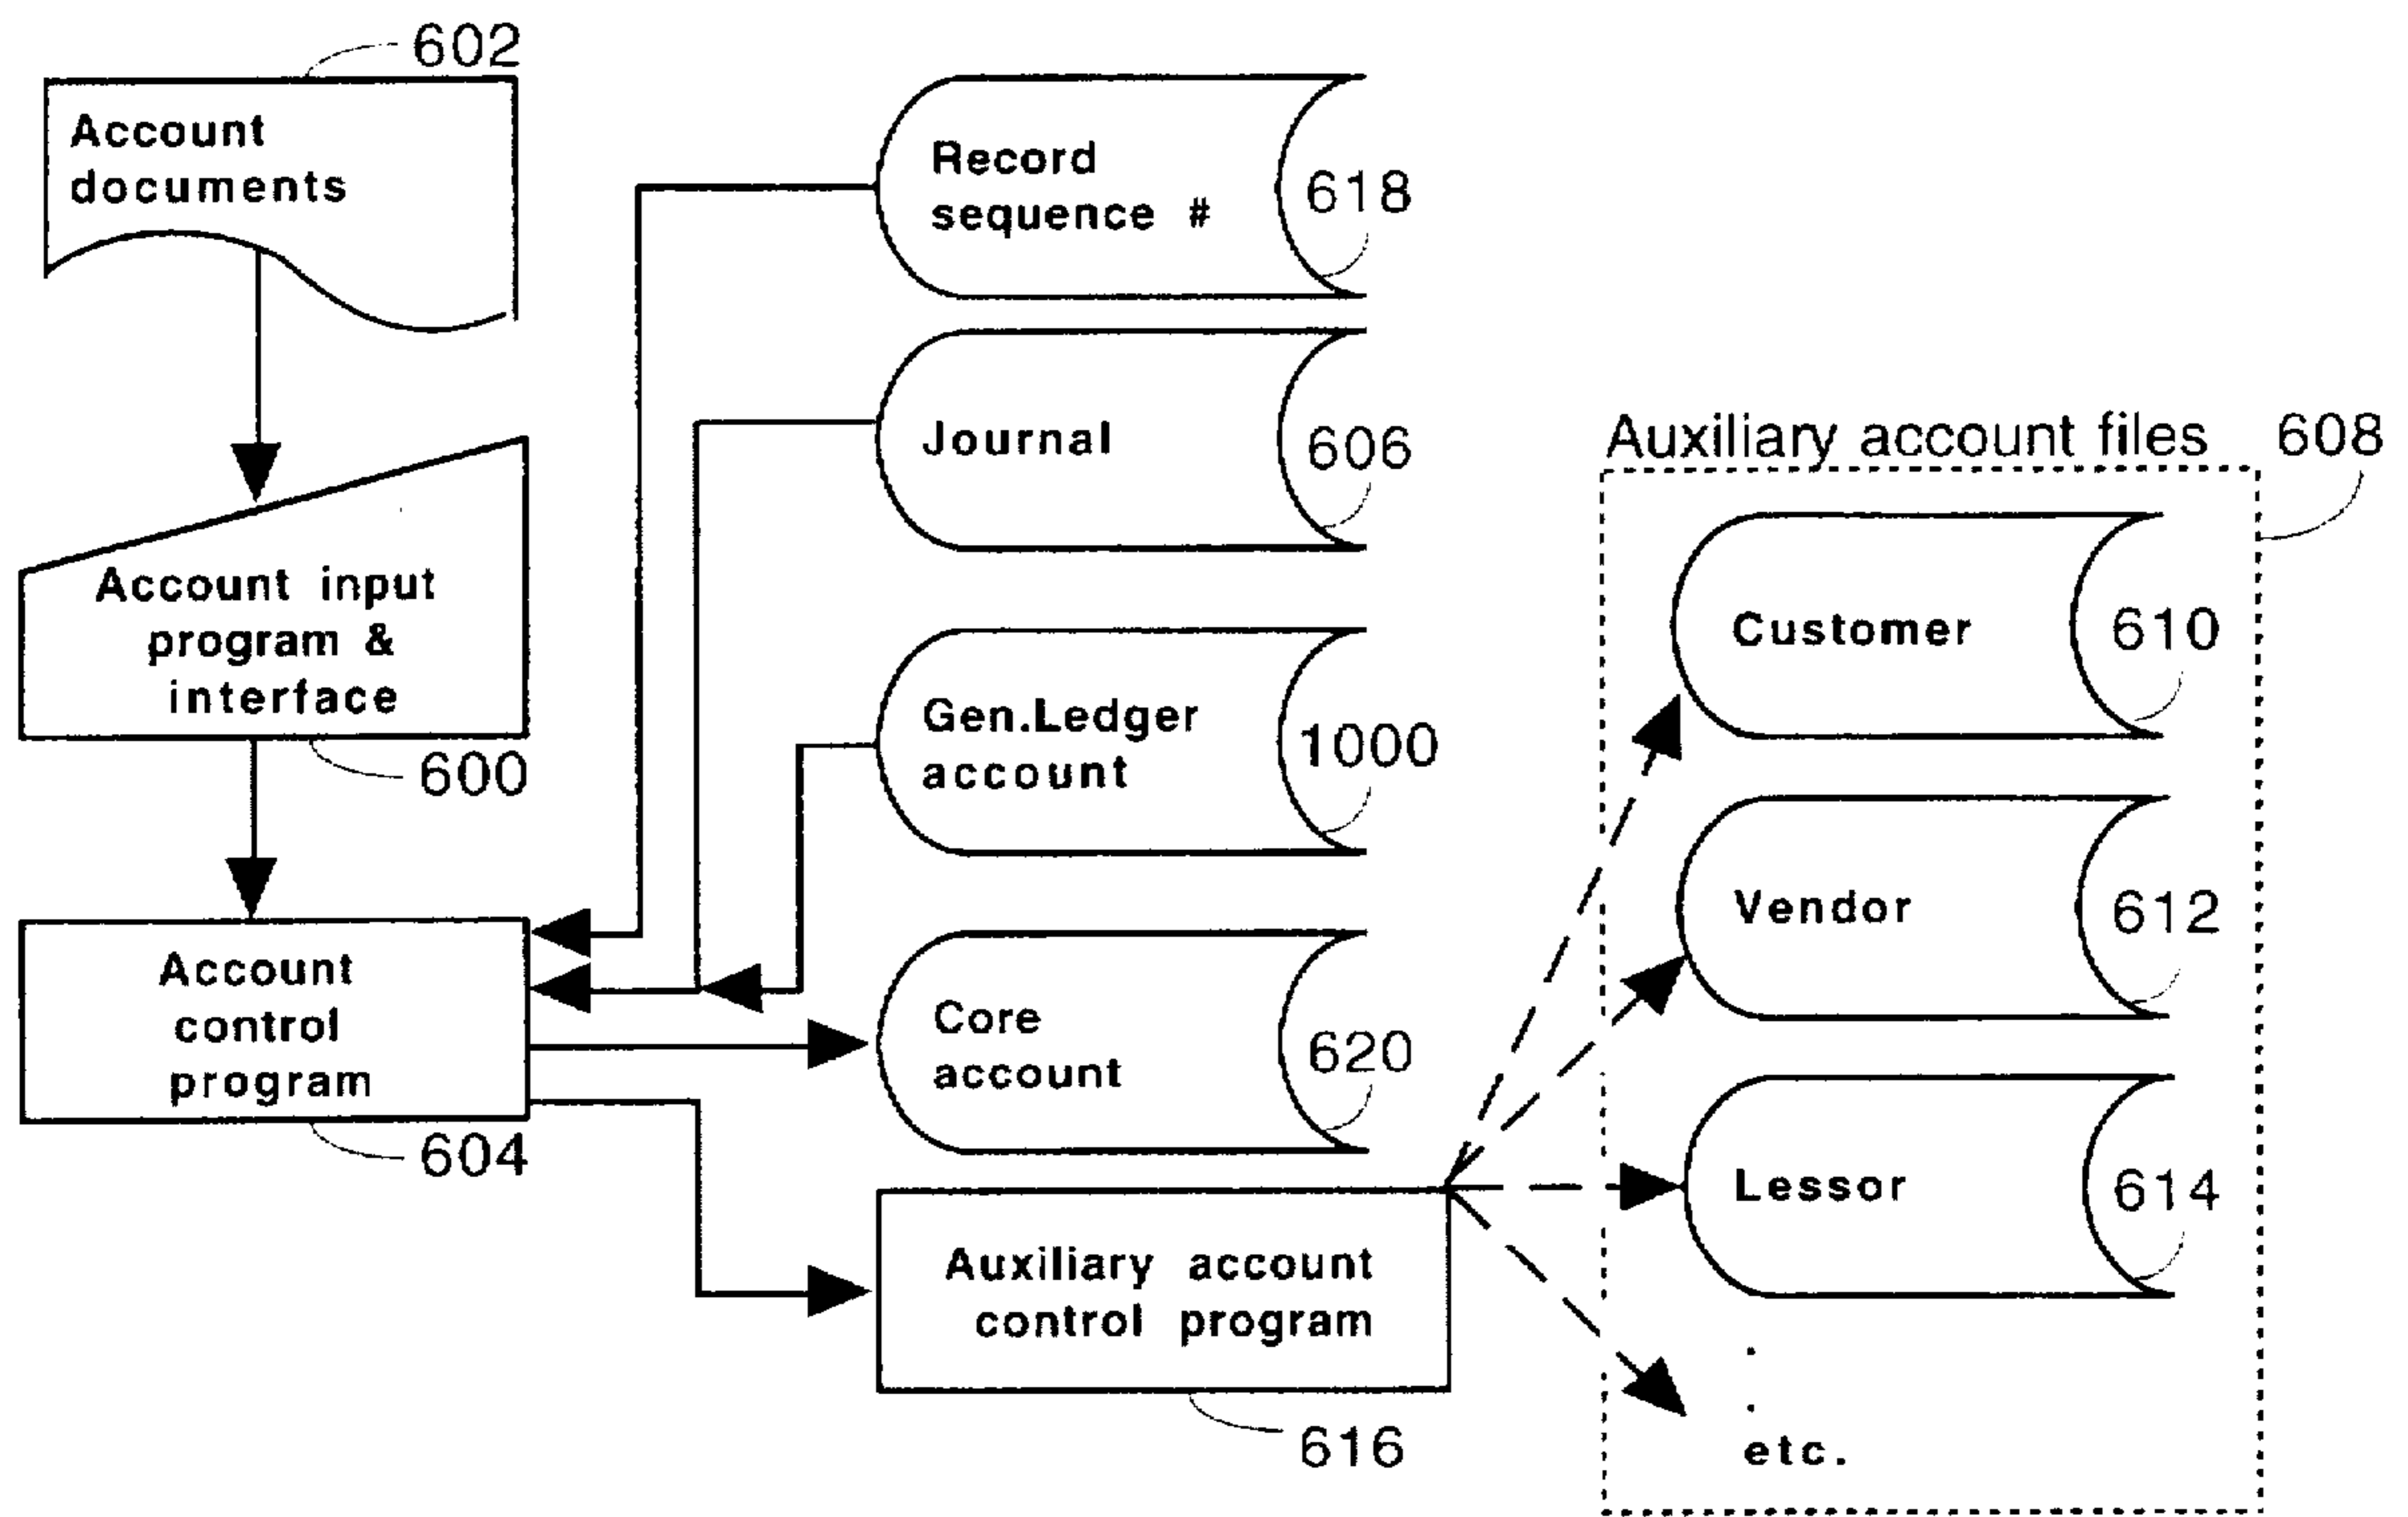 602
Account
documents
Record
sequence #
618
Journal
606
Auxiliary account files 608
Customer
610
Account input
program &
interface
600
Gen.Ledger
account
1000
Vendor
612
Account
control
program
604
Core
account
620
Lessor
614
Auxiliary account
control program
616
.
.
etc.